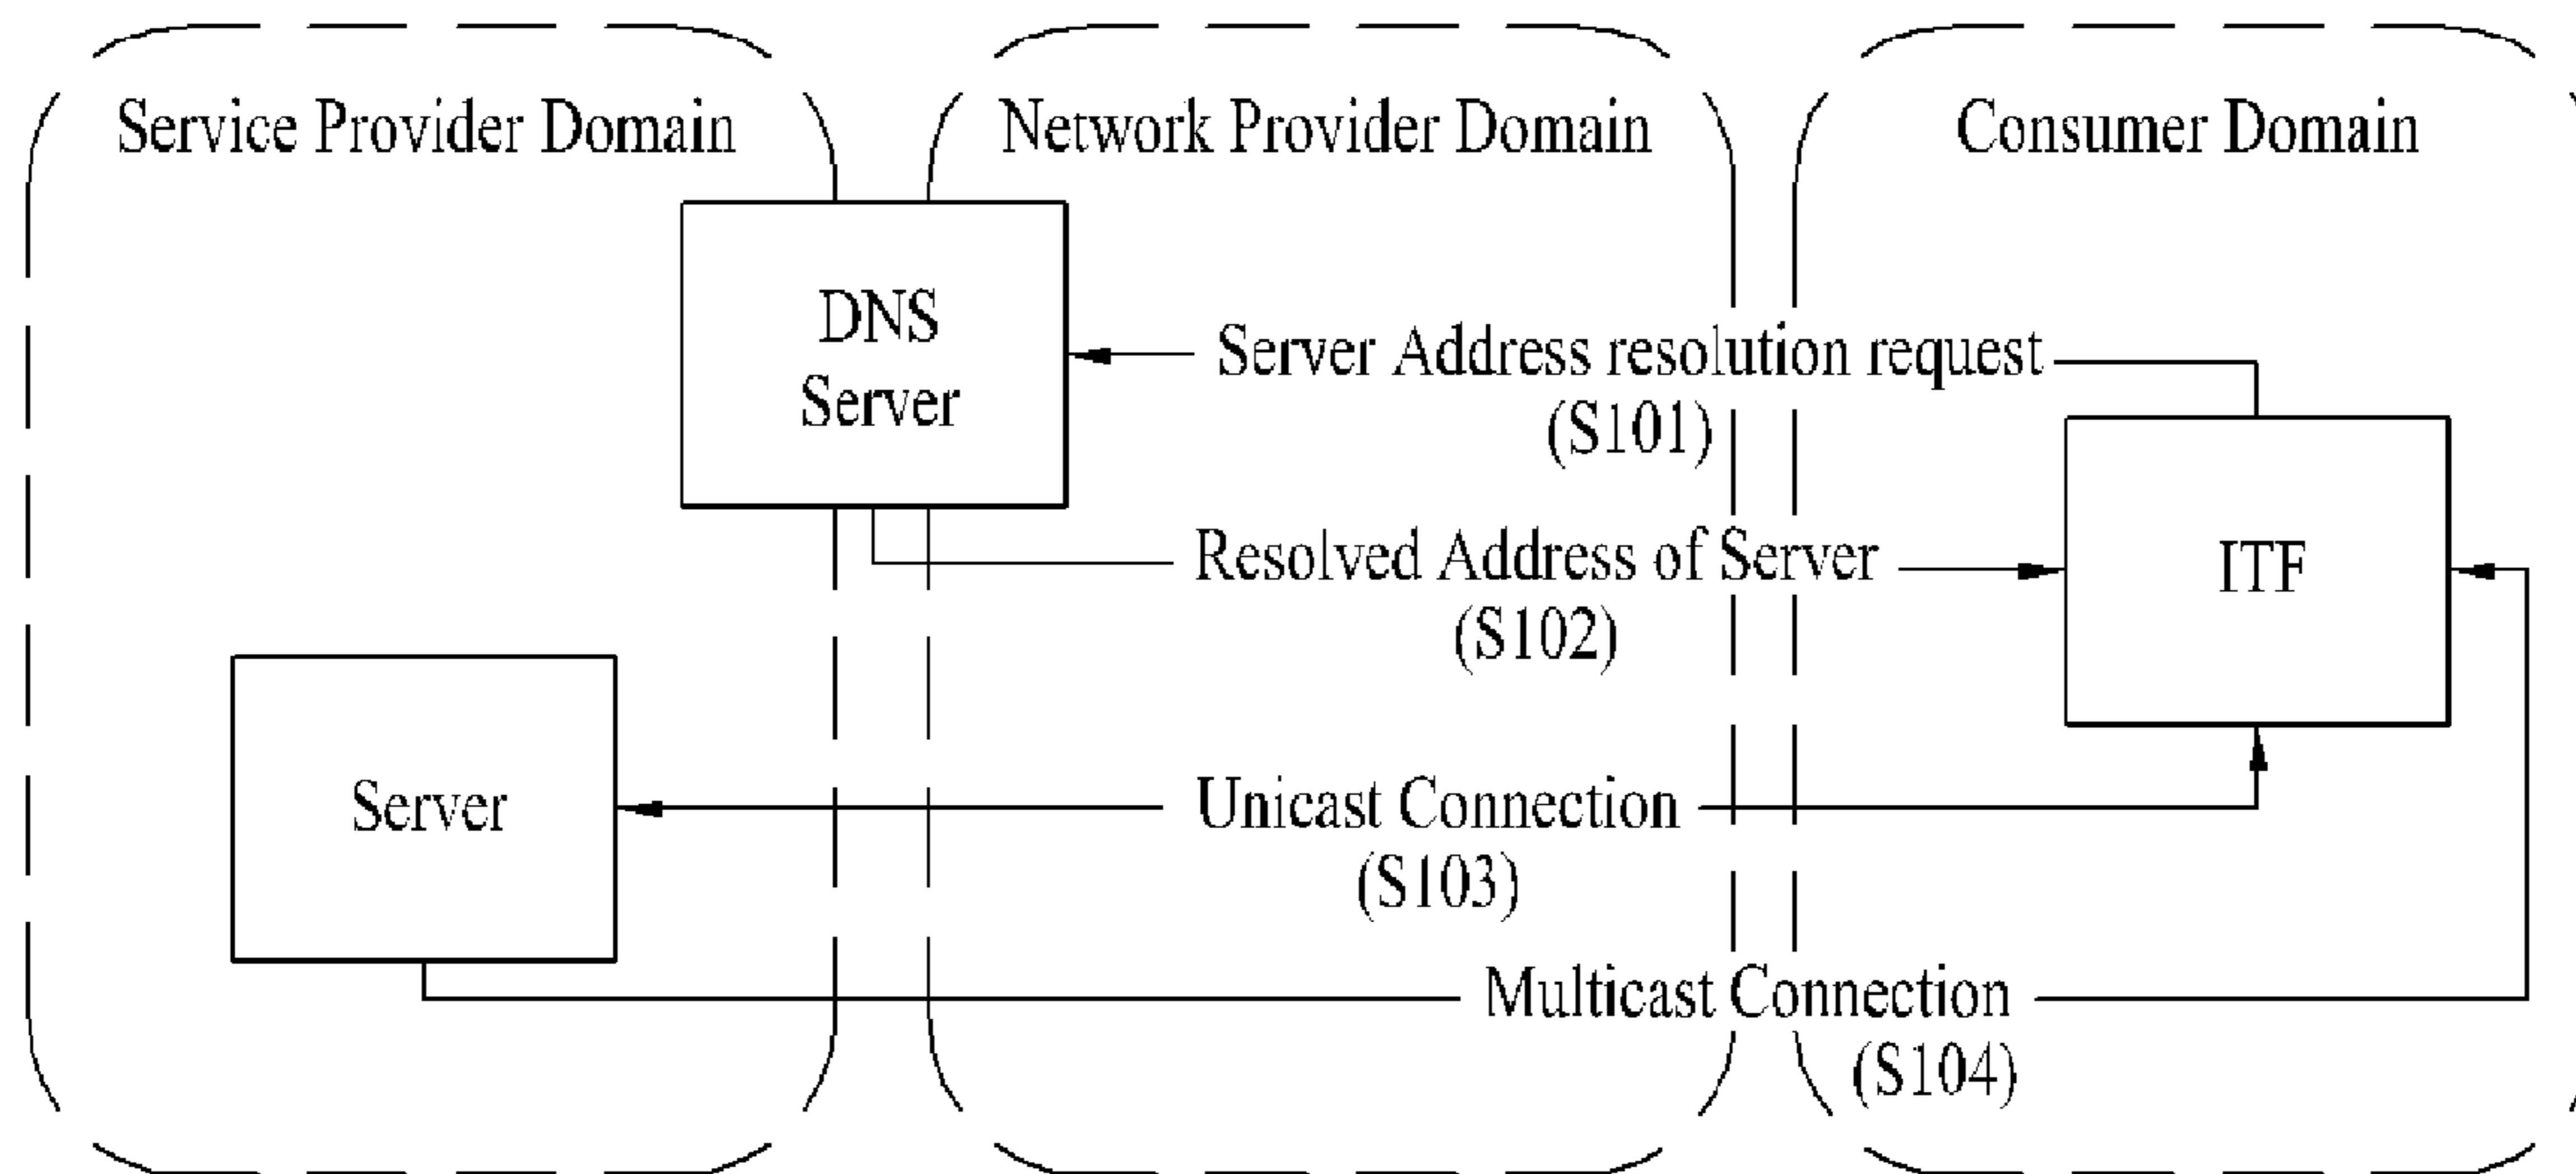 Service Provider Domain
Network Provider Domain
Consumer Domain
DNS
Server
Server Address resolution request
(S101)
Resolved Address of Server
(S102)
ITF
Server
Unicast Connection
(S103)
Multicast Connection
(S104)